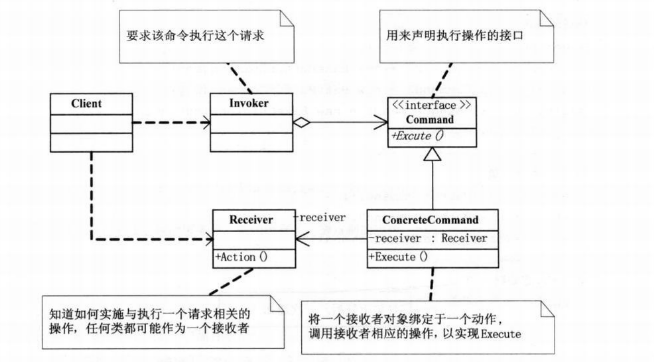 要求该命令执行这个请求
用来声明执行操作的接口
Client
Invoker
<<interface >>
Command
+Excute ()
Receiver
-receiver
ConcreteCommand
-receiver : Receiver
+Action ()
+Execute ()
知道如何实施与执行一个请求相关的
操作，任何类都可能作为一个接收者
将一个接收者对象绑定于一个动作，
调用接收者相应的操作，以实现Execute